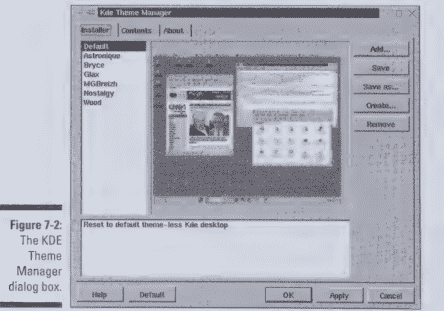 Kde Theme Manager
Installer Contents About
Default
Astronique
Bryce
Glax
MGBreizh
Nostalgy
Wood
Add...
Save
Save as...
Create...
Remove
Reset to default theme-less Kde desktop
Help Default OK Apply Cancel
Figure 7-2:
The KDE
Theme
Manager
dialog box.